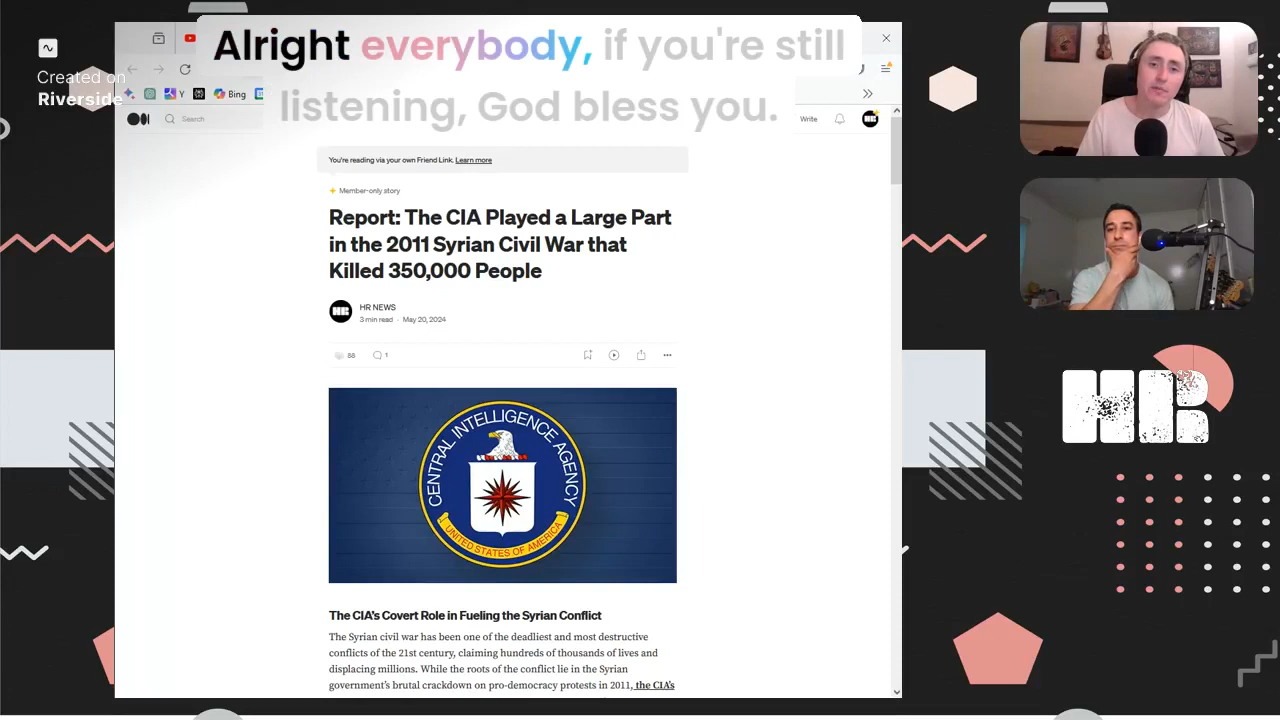 Alright everybody, if you're still
listening, God bless you.
Created on
Riverside
Y
Bing
Search
Write
You're reading via your own Friend Link. Learn more
Member-only story
Report: The CIA Played a Large Part
in the 2011 Syrian Civil War that
Killed 350,000 People
HR NEWS
3 min read · May 20, 2024
88
1
CENTRAL INTELLIGENCE AGENCY
UNITED STATES OF AMERICA
The CIA's Covert Role in Fueling the Syrian Conflict
The Syrian civil war has been one of the deadliest and most destructive
conflicts of the 21st century, claiming hundreds of thousands of lives and
displacing millions. While the roots of the conflict lie in the Syrian
government's brutal crackdown on pro-democracy protests in 2011, the CIA's
HR